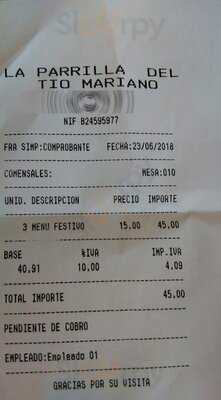 Sluurpy
LA PARRILLA DEL
TIO MARIANO
NIF B24595977
FRA SIMP:COMPROBANTE FECHA:23/06/2018
COMENSALES: MESA:010
UNID. DESCRIPCION PRECIO IMPORTE
3 MENU FESTIVO 15,00 45,00
BASE %IVA IMP.IVA
40,91 10,00 4,09
TOTAL IMPORTE 45,00
PENDIENTE DE COBRO
EMPLEADO:Empleado 01
GRACIAS POR SU VISITA